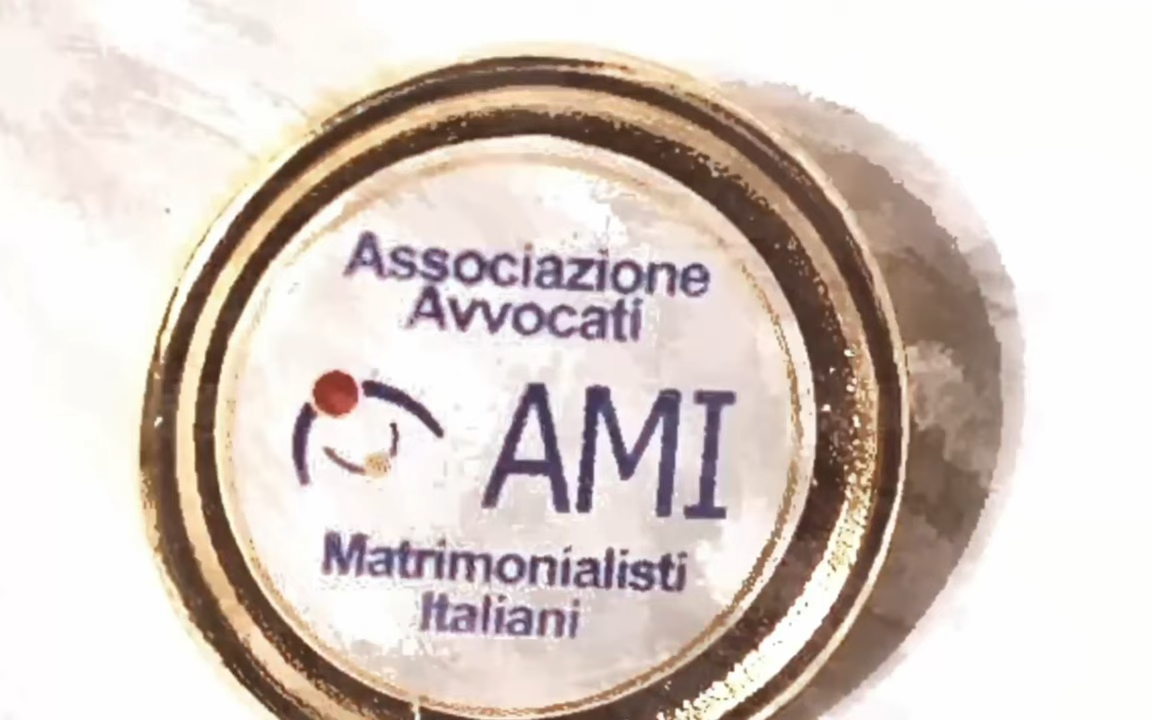 Associazione
Avvocati
AMI
Matrimonialisti
Italiani